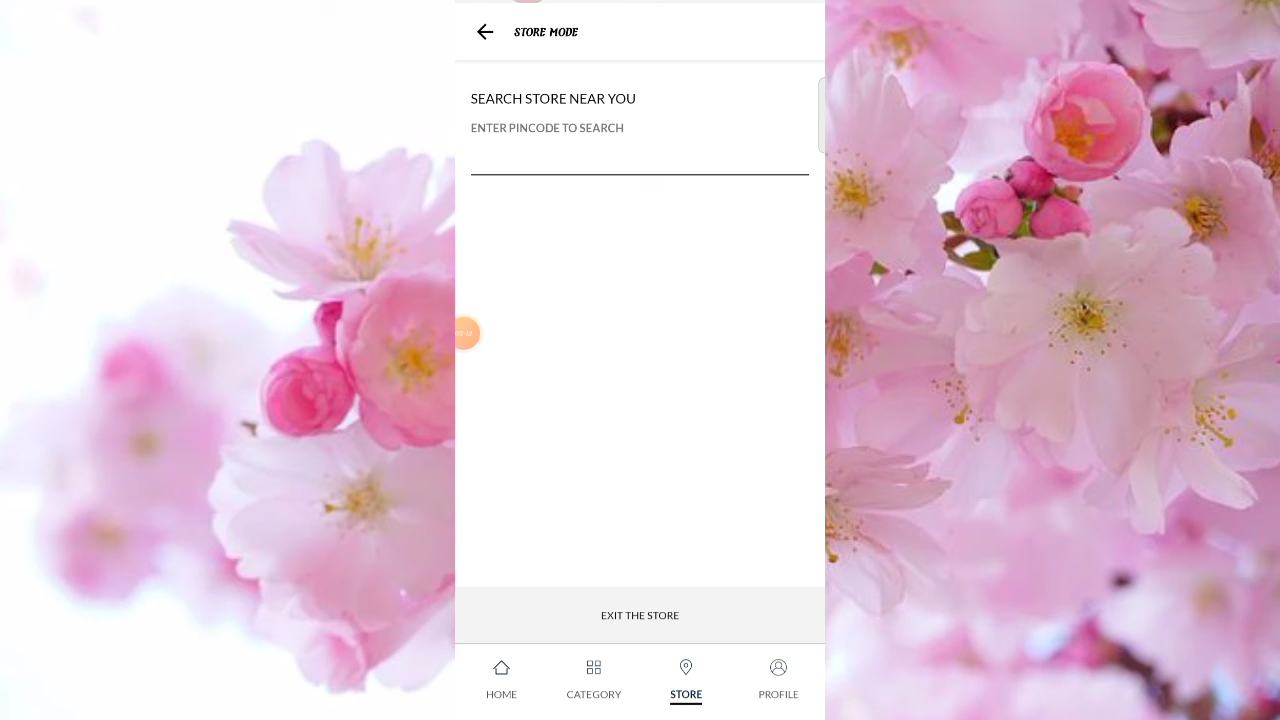 STORE MODE
SEARCH STORE NEAR YOU
ENTER PINCODE TO SEARCH
EXIT THE STORE
HOME
CATEGORY
STORE
PROFILE